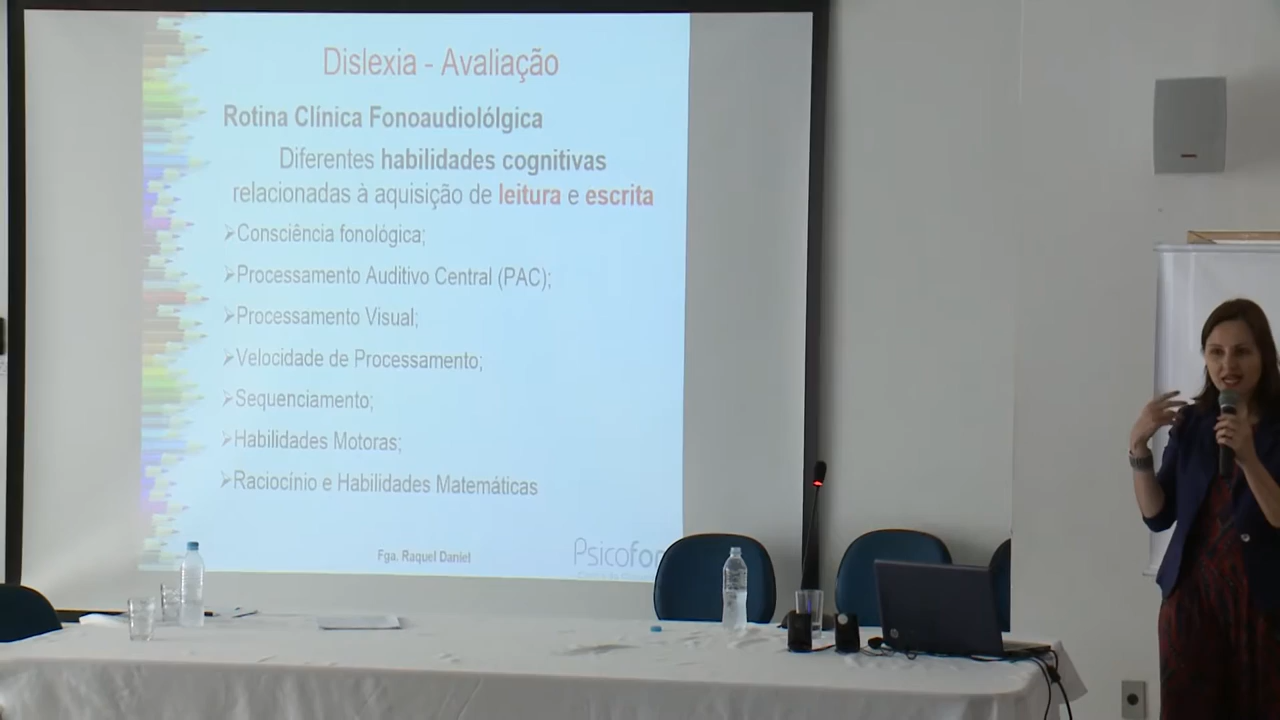 Dislexia - Avaliação
Rotina Clínica Fonoaudiolólgica
Diferentes habilidades cognitivas
relacionadas à aquisição de leitura e escrita
➢Consciência fonológica;
➢Processamento Auditivo Central (PAC);
➢Processamento Visual;
➢Velocidade de Processamento;
➢Sequenciamento;
➢Habilidades Motoras;
➢Raciocínio e Habilidades Matemáticas
Fga. Raquel Daniel
Psicofor